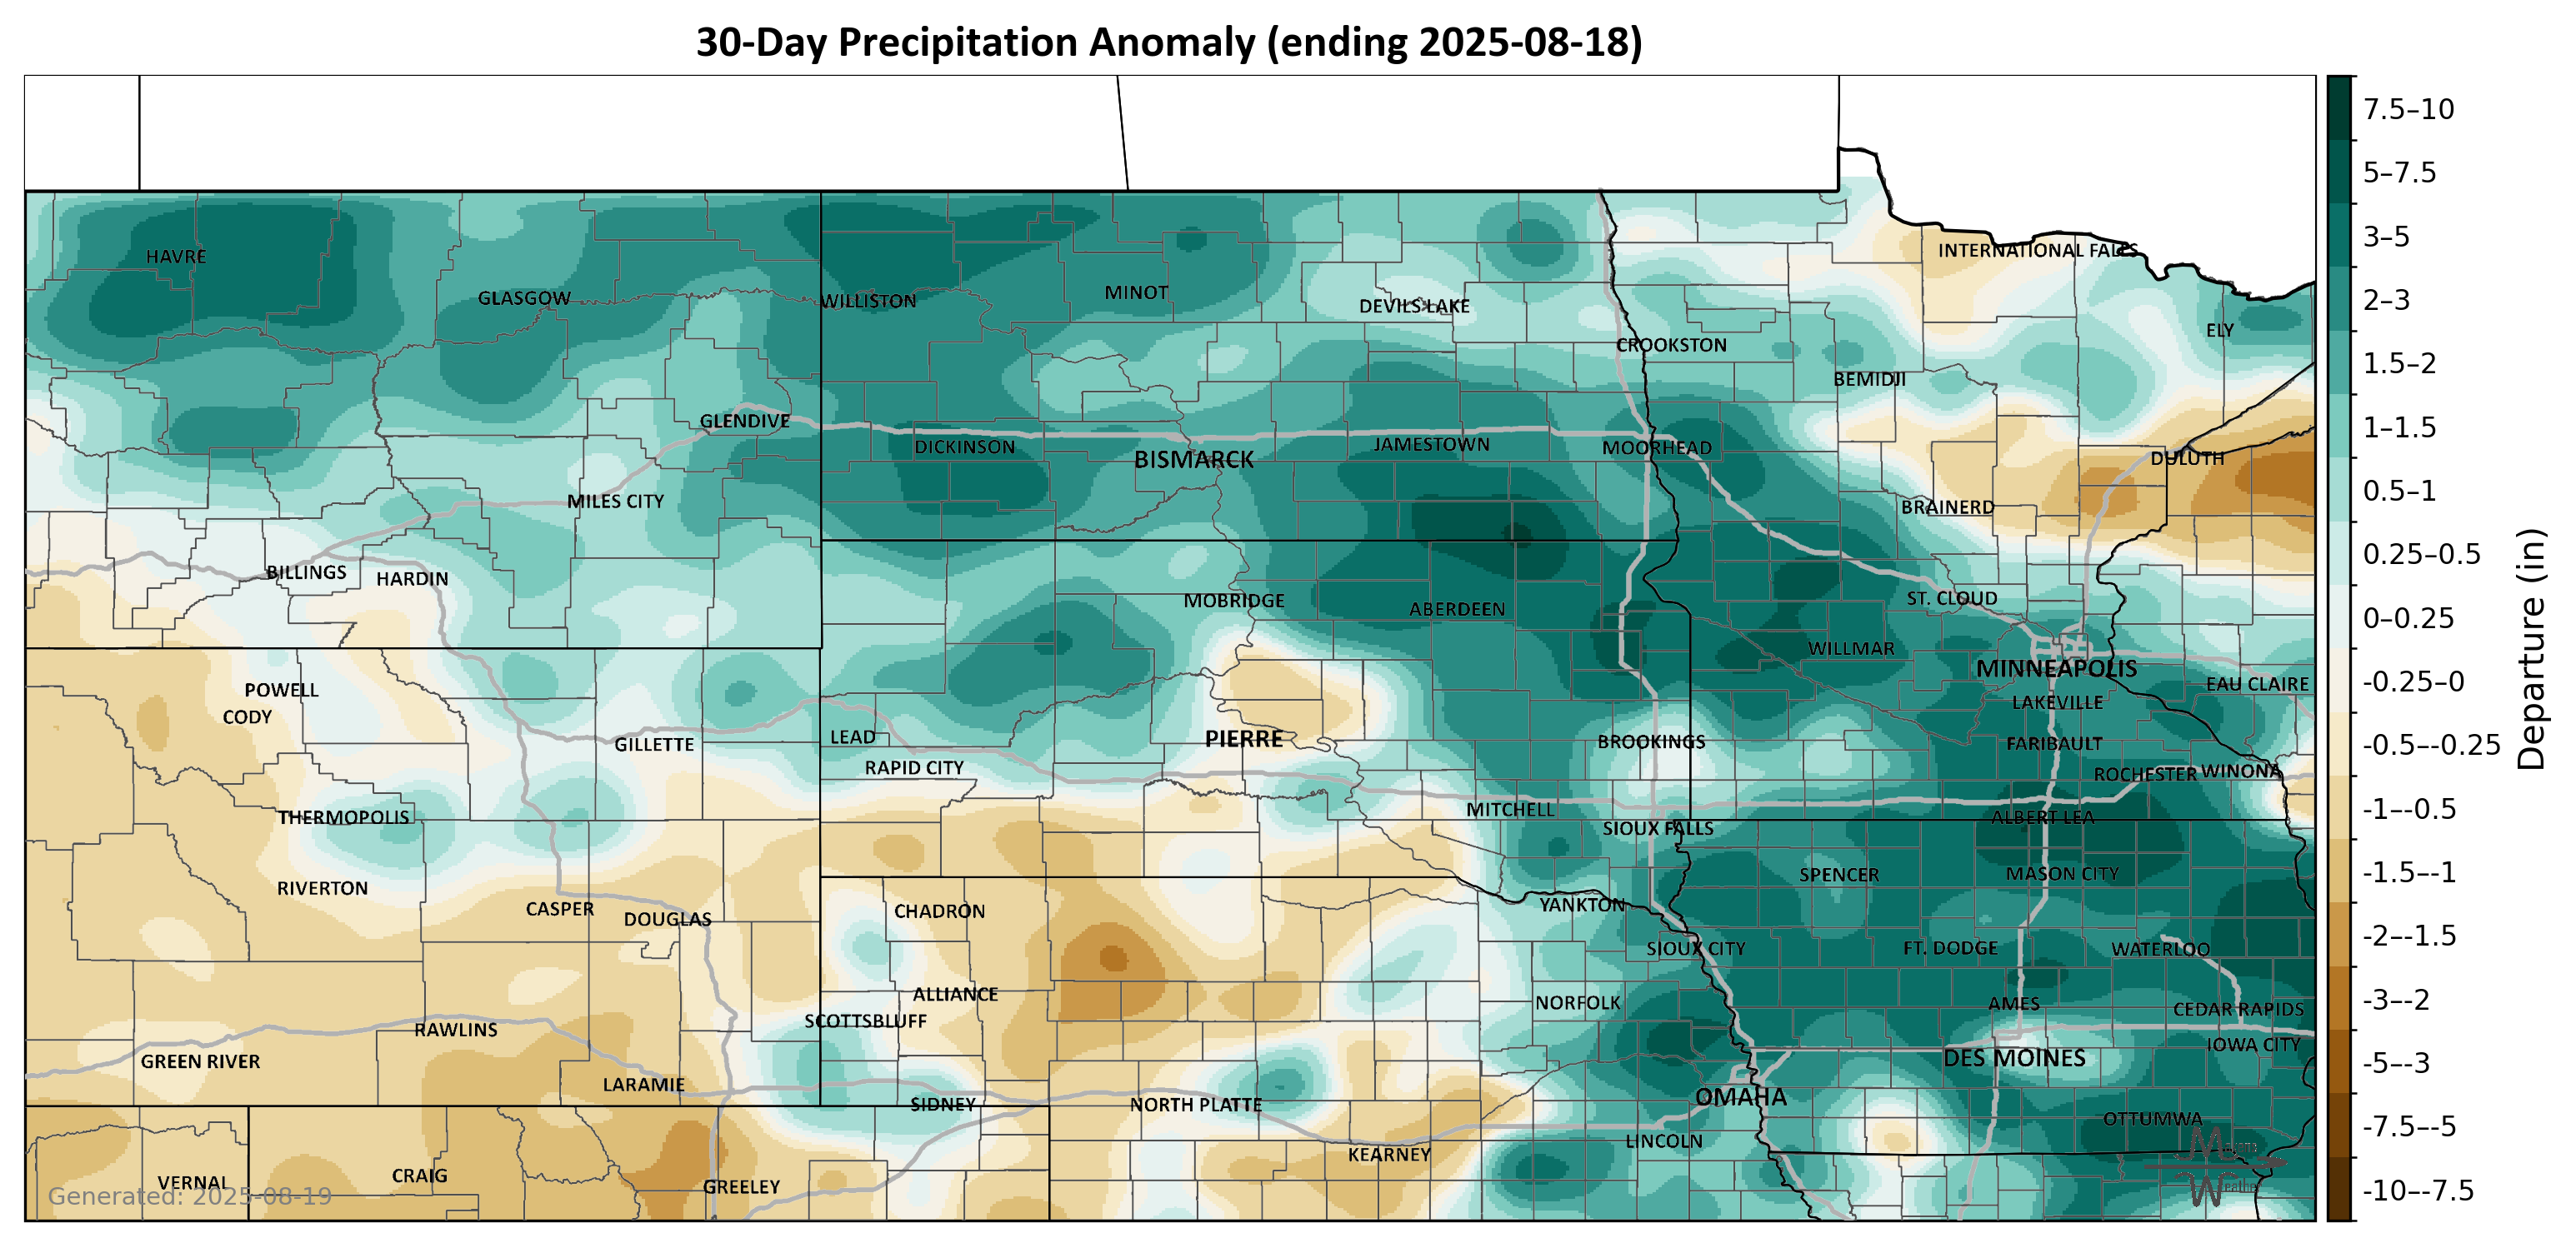 30-Day Precipitation Anomaly (ending 2025-08-18)
7.5–10
5–7.5
3–5
2–3
1.5–2
1–1.5
0.5–1
0.25–0.5
0–0.25
-0.25–0
-0.5–-0.25
-1–-0.5
-1.5–-1
-2–-1.5
-3–-2
-5–-3
-7.5–-5
-10–-7.5
Departure (in)
HAVRE
GLASGOW
WILLISTON
MINOT
DEVILS LAKE
INTERNATIONAL FALLS
ELY
CROOKSTON
BEMIDJI
GLENDIVE
DICKINSON
BISMARCK
JAMESTOWN
MOORHEAD
DULUTH
MILES CITY
BRAINERD
BILLINGS
HARDIN
MOBRIDGE
ABERDEEN
ST. CLOUD
WILLMAR
MINNEAPOLIS
POWELL
CODY
EAU CLAIRE
LAKEVILLE
GILLETTE
LEAD
PIERRE
BROOKINGS
FARIBAULT
RAPID CITY
ROCHESTER
WINONA
THERMOPOLIS
MITCHELL
ALBERT LEA
SIOUX FALLS
RIVERTON
SPENCER
MASON CITY
CASPER
DOUGLAS
CHADRON
YANKTON
SIOUX CITY
FT. DODGE
WATERLOO
ALLIANCE
NORFOLK
AMES
CEDAR RAPIDS
SCOTTSBLUFF
RAWLINS
GREEN RIVER
DES MOINES
IOWA CITY
LARAMIE
SIDNEY
NORTH PLATTE
OMAHA
OTTUMWA
LINCOLN
KEARNEY
VERNAL
CRAIG
GREELEY
Generated: 2025-08-19